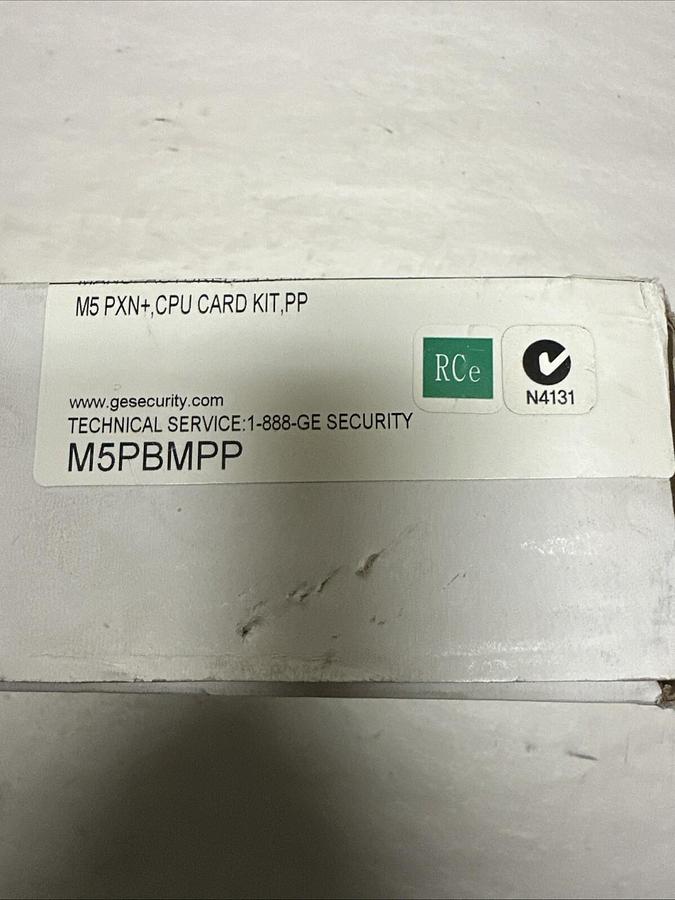 M5 PXN+,CPU CARD KIT,PP
RCe
N4131
www.gesecurity.com
TECHNICAL SERVICE:1-888-GE SECURITY
M5PBMPP